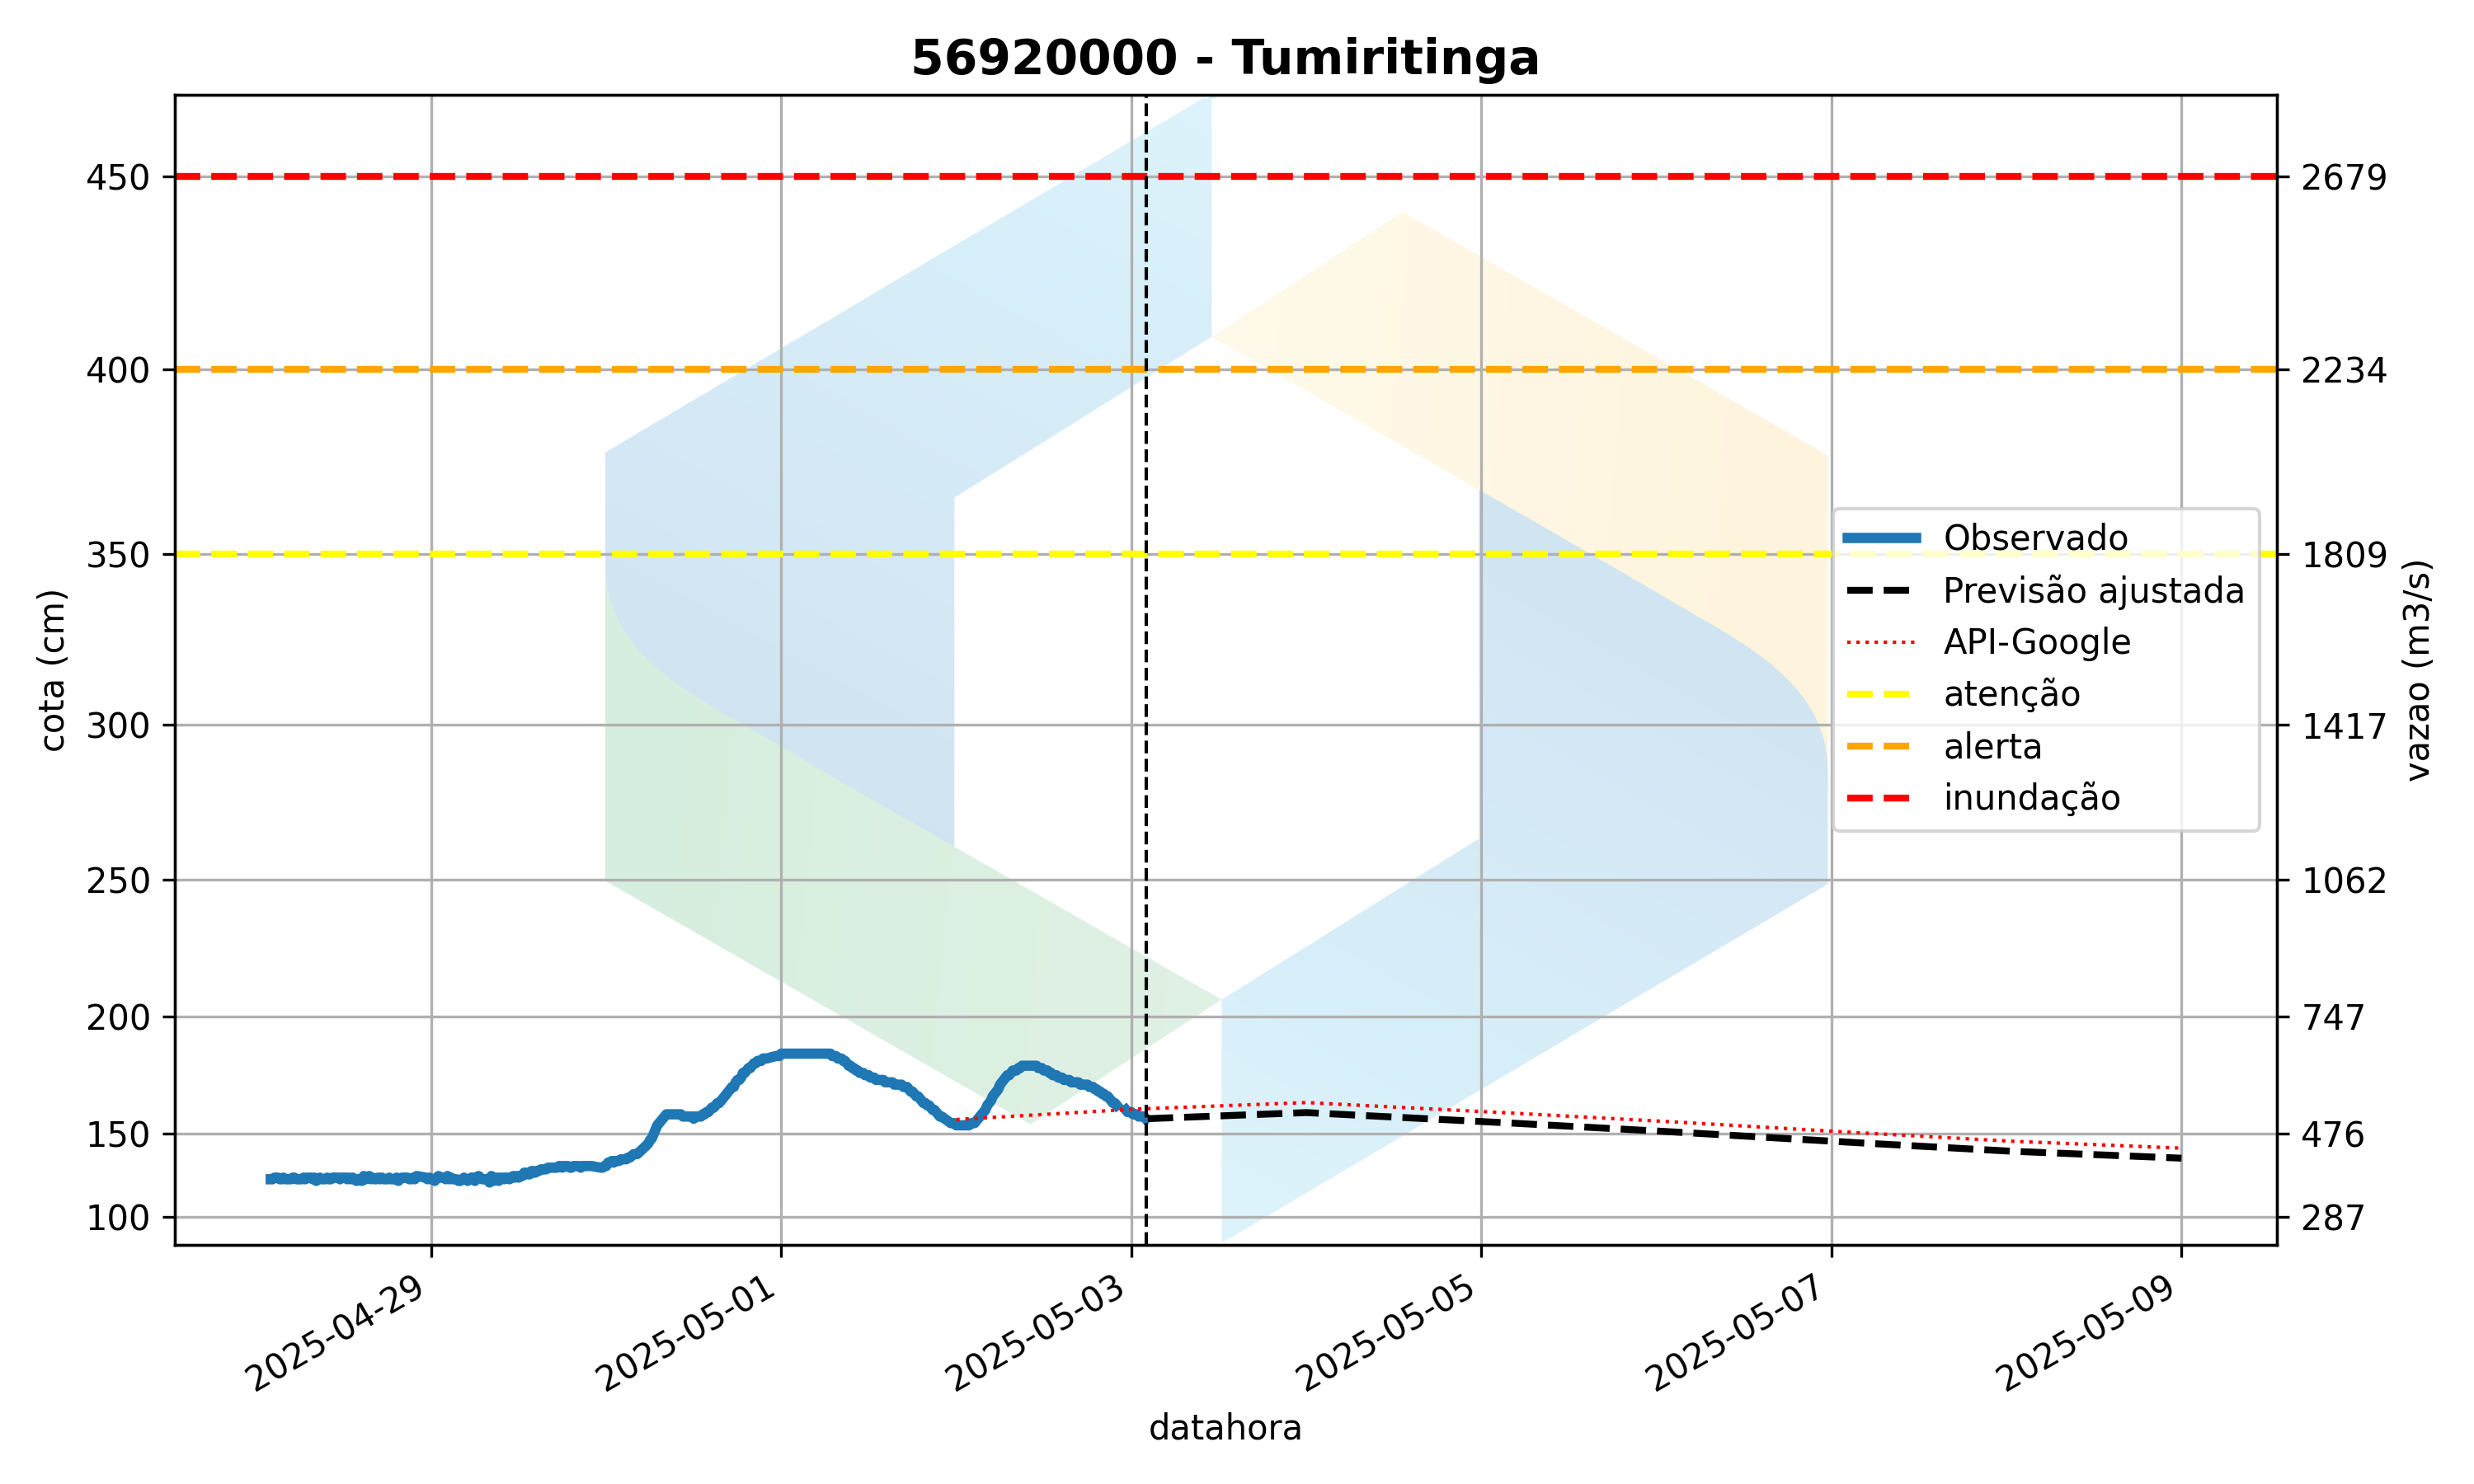 56920000 - Tumiritinga
450
400
350
300
250
200
150
100
cota (cm)
2679
2234
1809
1417
1062
747
476
287
vazao (m3/s)
Observado
Previsão ajustada
API-Google
atenção
alerta
inundação
2025-04-29
2025-05-01
2025-05-03
2025-05-05
2025-05-07
2025-05-09
datahora